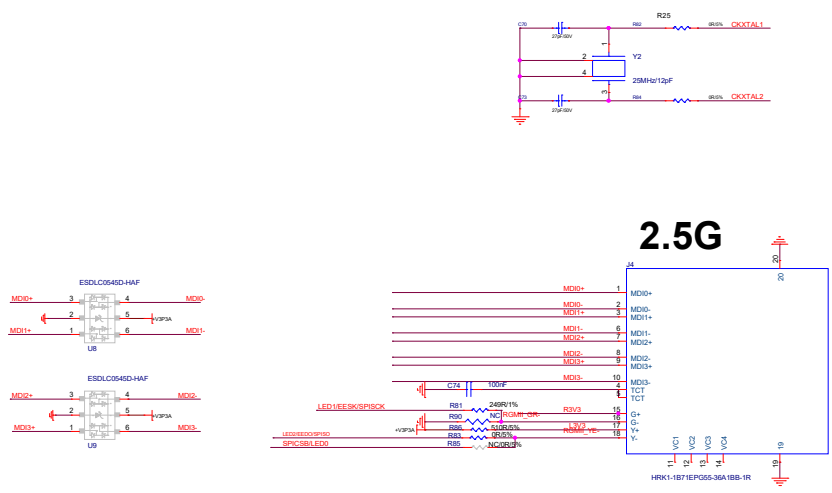 R25
C70
R82
0R/5%
CKXTAL1
27pF/50V
1
2
Y2
4
25MHz/12pF
3
C73
R84
0R/5%
CKXTAL2
27pF/50V
2.5G
20
J4
20
ESDLC0545D-HAF
MDI0+
3
4
MDI0-
2
5
+V3P3A
MDI1+
1
6
MDI1-
U8
ESDLC0545D-HAF
MDI2+
3
4
MDI2-
2
5
+V3P3A
MDI3+
1
6
MDI3-
U9
MDI0+
1
MDI0+
MDI0-
2
MDI0-
MDI1+
3
MDI1+
MDI1-
6
MDI1-
MDI2+
7
MDI2+
MDI2-
8
MDI2-
MDI3+
9
MDI3+
MDI3-
10
MDI3-
C74
100nF
4
TCT
5
TCT
LED1/EESK/SPISCK
R81
249R/1%
R3V3
15
G+
R90
NC
RGMII_GR-
16
G-
+V3P3A
R86
510R/5%
L3V3
17
Y+
LED2/EEDO/SPISO
R83
0R/5%
RGMII_YE-
18
Y-
SPICSB/LED0
R85
NC/0R/5%
VC1
VC2
VC3
VC4
19
11
12
13
14
19
HRK1-1B71EPG55-36A1BB-1R